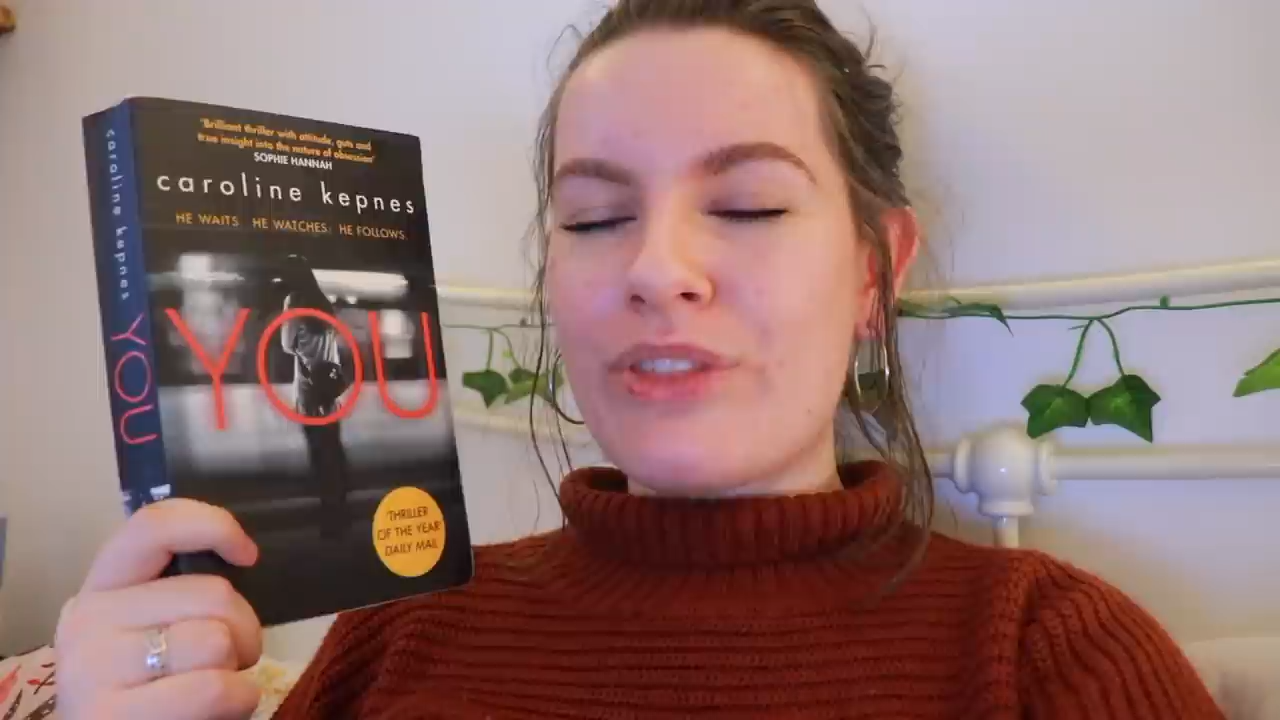 'Brilliant thriller with attitude, guts and
true insight into the nature of obsession'
SOPHIE HANNAH
caroline kepnes
HE WAITS. HE WATCHES. HE FOLLOWS.
YOU
'THRILLER
OF THE YEAR'
DAILY MAIL
caroline kepnes
YOU